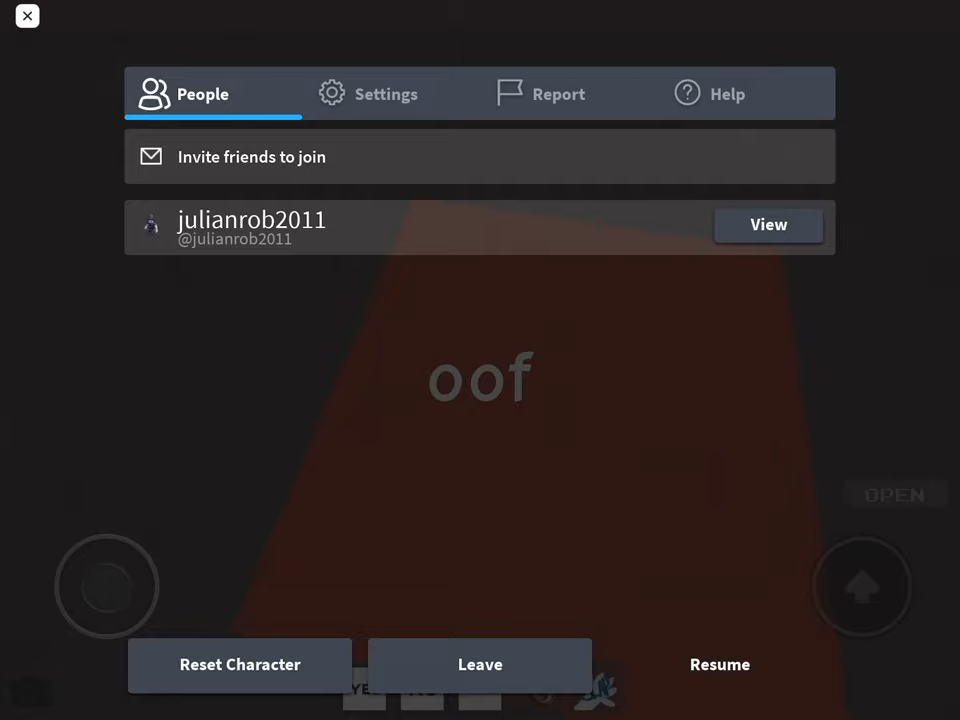 People
Settings
Report
Help
Invite friends to join
julianrob2011
@julianrob2011
View
oof
OPEN
Reset Character
Leave
Resume